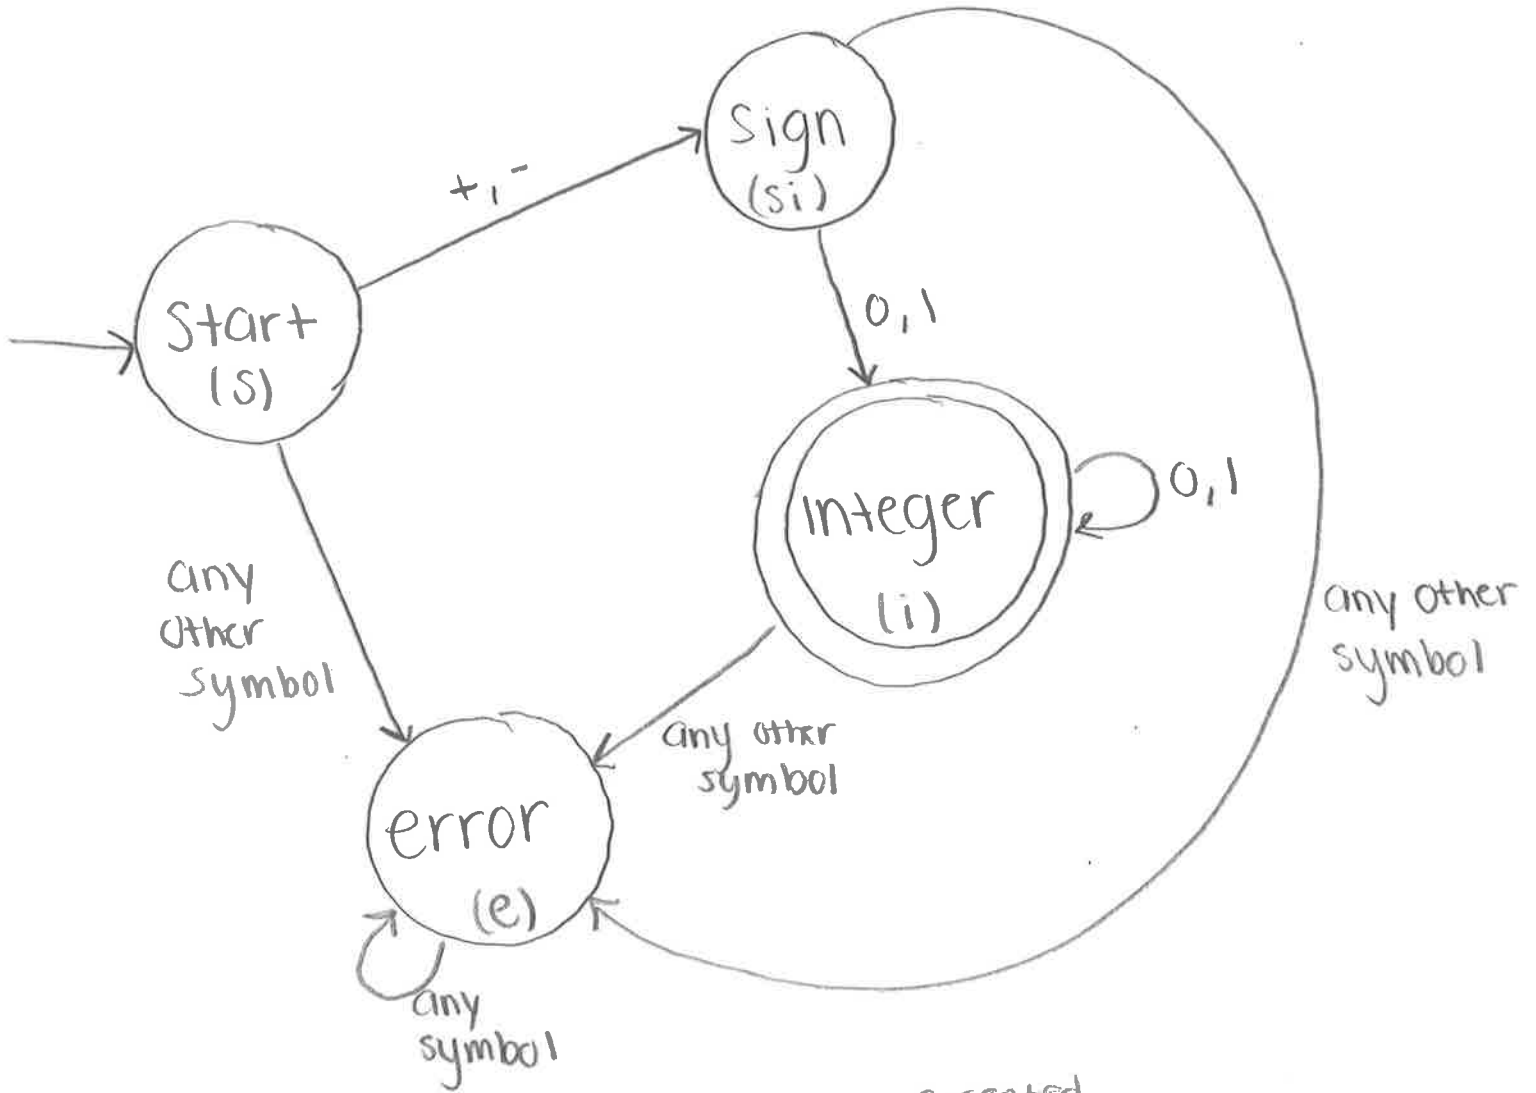 sign
(si)
+, -
start
(s)
0, 1
integer
(i)
0, 1
any
other
symbol
any other
symbol
any other
symbol
error
(e)
any
symbol